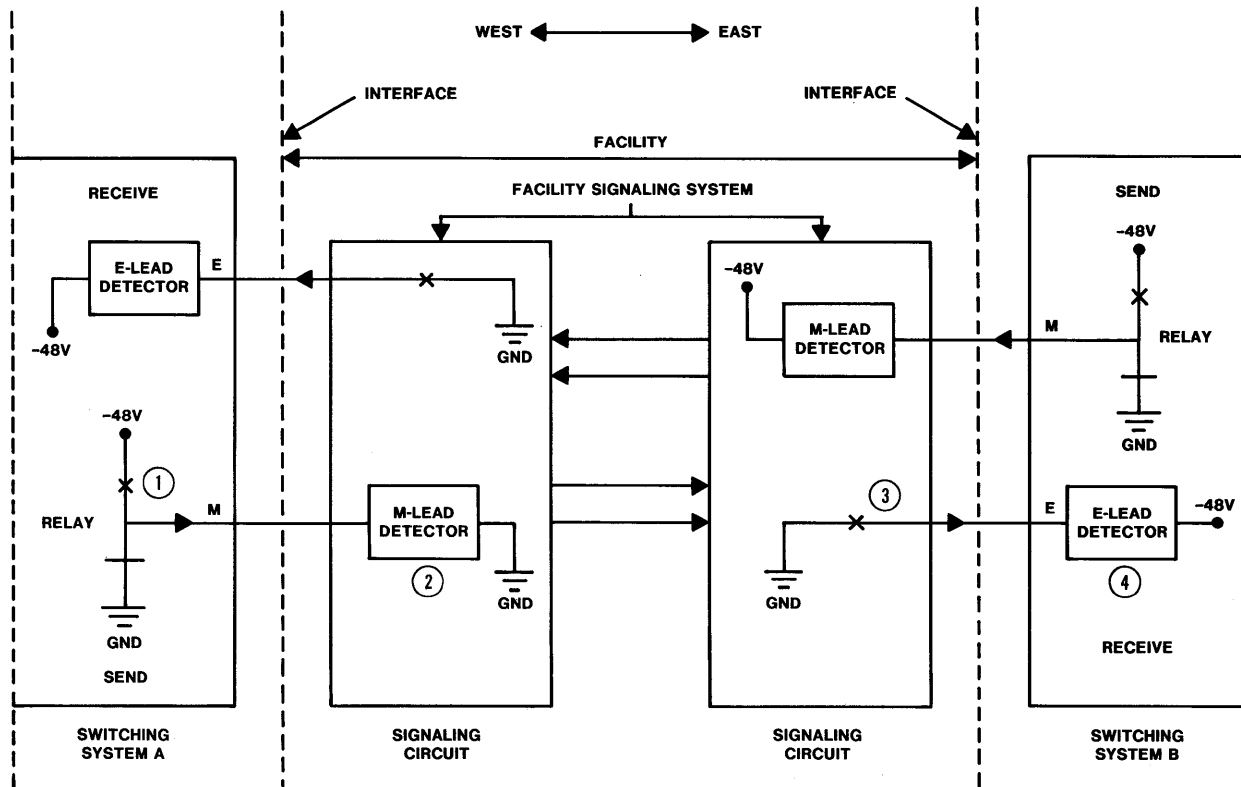 WEST EAST
INTERFACE INTERFACE
FACILITY
FACILITY SIGNALING SYSTEM
RECEIVE
E-LEAD
DETECTOR
E
-48V
-48V
1
RELAY
M
GND
SEND
SWITCHING
SYSTEM A
GND
M-LEAD
DETECTOR
2
GND
SIGNALING
CIRCUIT
-48V
M-LEAD
DETECTOR
3
GND
SIGNALING
CIRCUIT
SEND
-48V
M
RELAY
GND
E
E-LEAD
DETECTOR
-48V
4
RECEIVE
SWITCHING
SYSTEM B